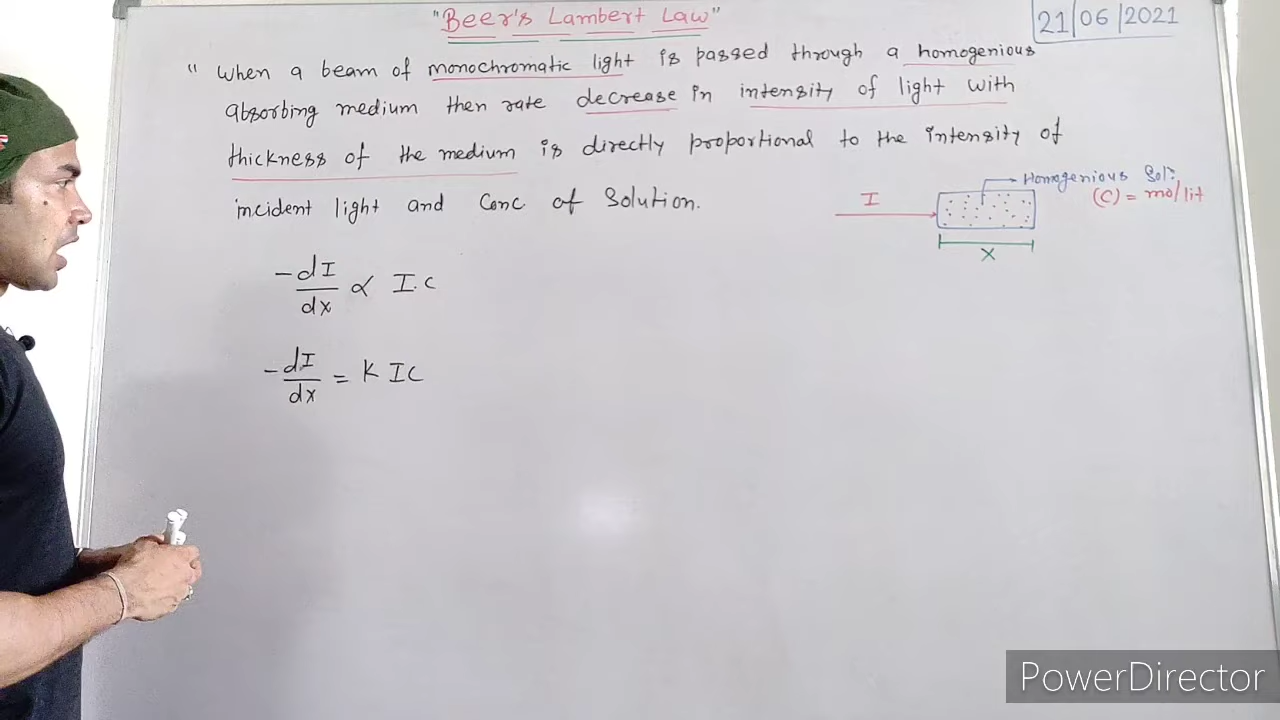 "Beer's Lambert Law"
21/06/2021
" When a beam of monochromatic light is passed through a homogenious
absorbing medium then rate decrease in intensity of light with
thickness of the medium is directly proportional to the intensity of
incident light and Conc of Solution.
I
Homogenious Sol:
(C) = mo/lit
x
-dI/dx ∝ I.C
-dI/dx = K IC
PowerDirector